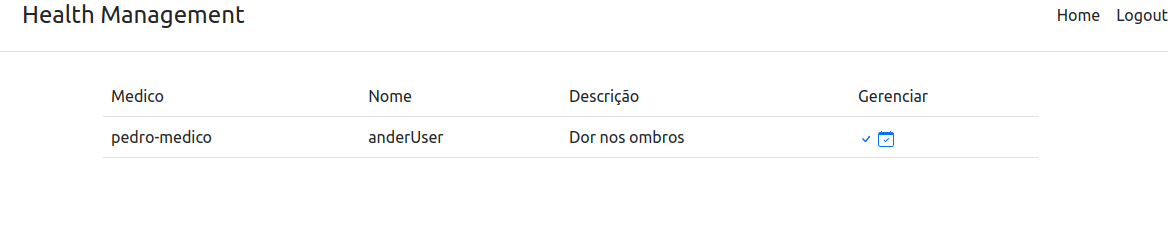 Health Management
Home Logout
Medico Nome Descrição Gerenciar
pedro-medico anderUser Dor nos ombros